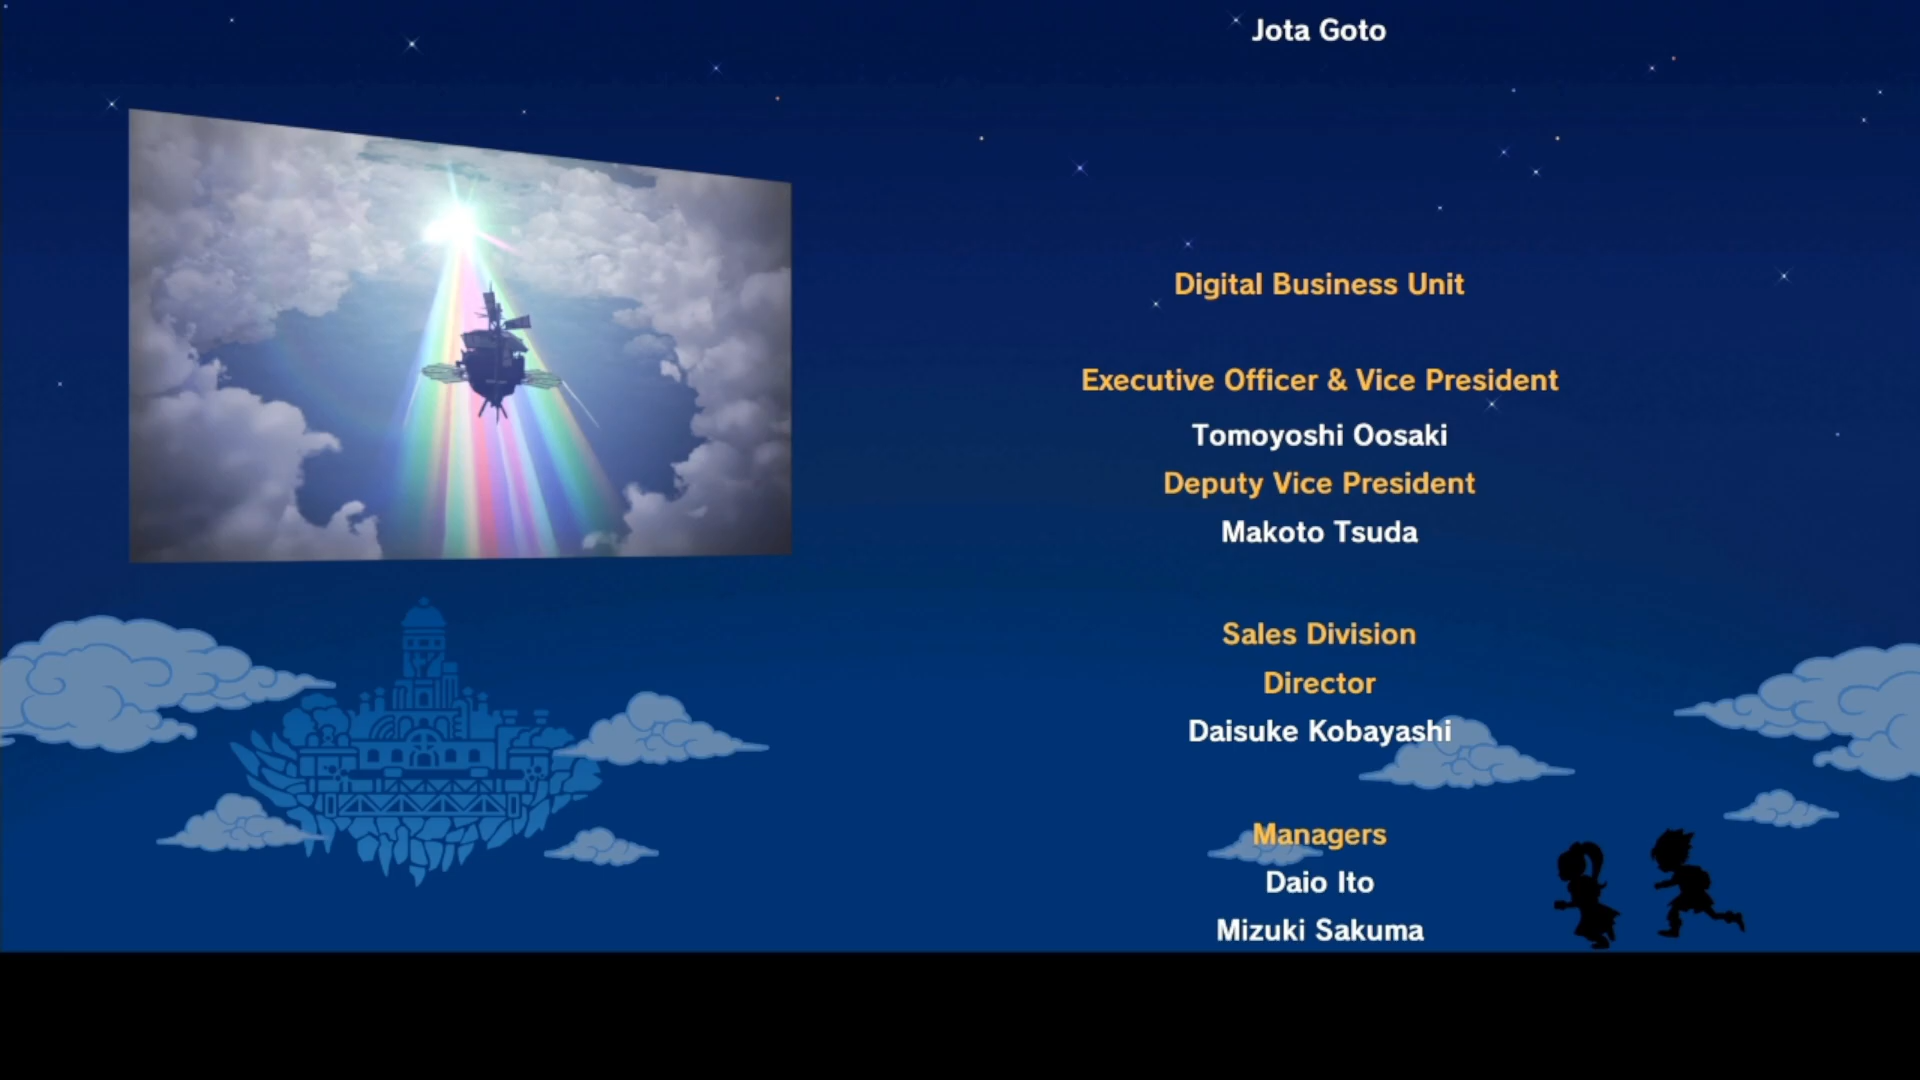 Jota Goto
Digital Business Unit
Executive Officer & Vice President
Tomoyoshi Oosaki
Deputy Vice President
Makoto Tsuda
Sales Division
Director
Daisuke Kobayashi
Managers
Daio Ito
Mizuki Sakuma